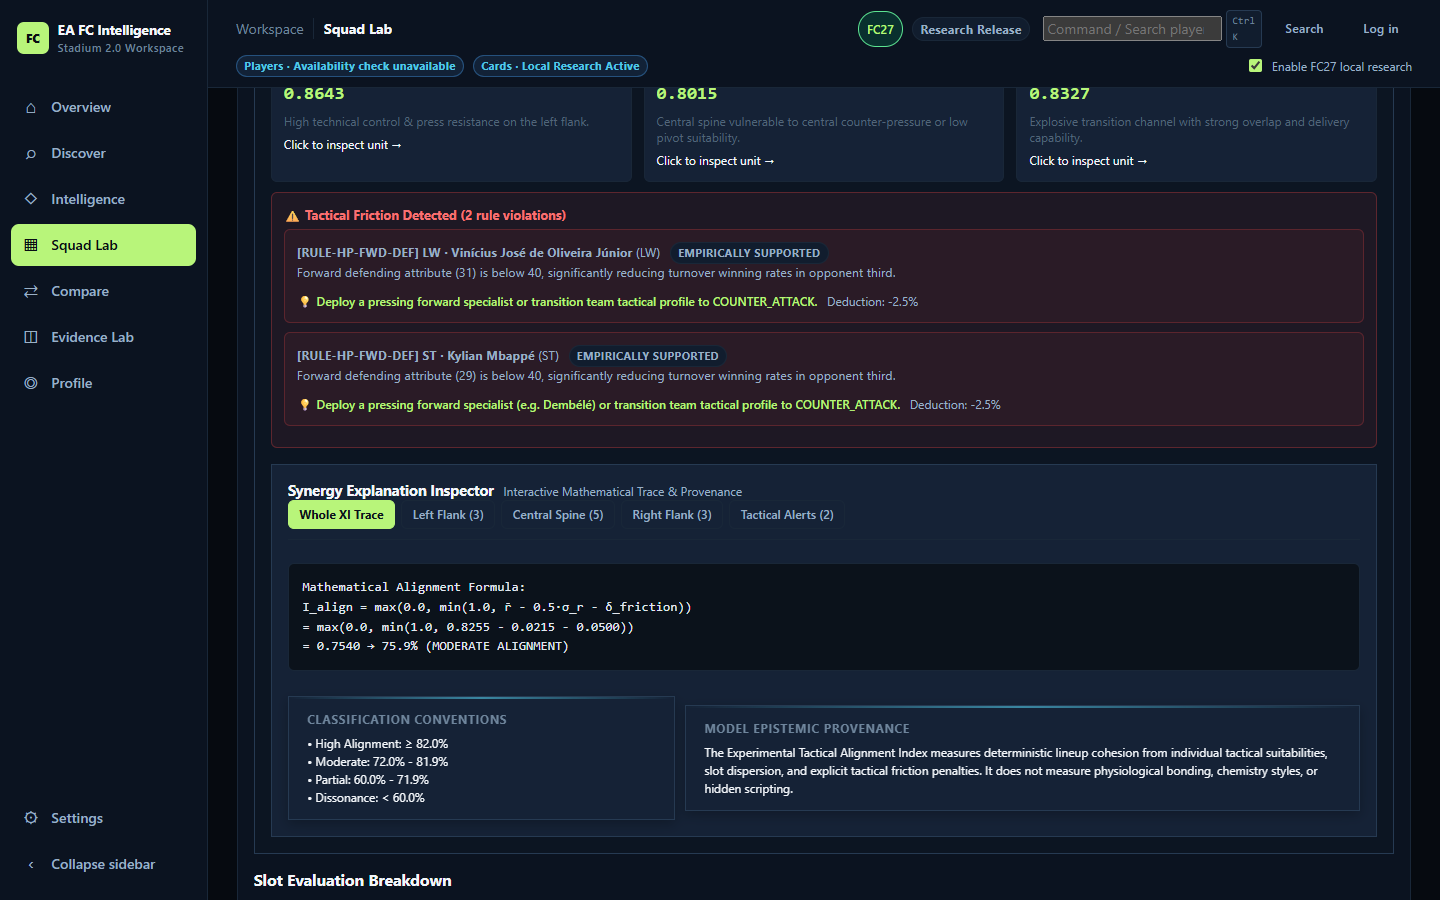 FC
EA FC Intelligence
Stadium 2.0 Workspace
Overview
Discover
Intelligence
Squad Lab
Compare
Evidence Lab
Profile
Settings
Collapse sidebar
Workspace
Squad Lab
FC27
Research Release
Command / Search playe
Ctrl
K
Search
Log in
Players · Availability check unavailable
Cards · Local Research Active
Enable FC27 local research
0.8643
High technical control & press resistance on the left flank.
Click to inspect unit →
0.8015
Central spine vulnerable to central counter-pressure or low
pivot suitability.
Click to inspect unit →
0.8327
Explosive transition channel with strong overlap and delivery
capability.
Click to inspect unit →
⚠️ Tactical Friction Detected (2 rule violations)
[RULE-HP-FWD-DEF] LW · Vinícius José de Oliveira Júnior (LW) EMPIRICALLY SUPPORTED
Forward defending attribute (31) is below 40, significantly reducing turnover winning rates in opponent third.
💡 Deploy a pressing forward specialist or transition team tactical profile to COUNTER_ATTACK. Deduction: -2.5%
[RULE-HP-FWD-DEF] ST · Kylian Mbappé (ST) EMPIRICALLY SUPPORTED
Forward defending attribute (29) is below 40, significantly reducing turnover winning rates in opponent third.
💡 Deploy a pressing forward specialist (e.g. Dembélé) or transition team tactical profile to COUNTER_ATTACK. Deduction: -2.5%
Synergy Explanation Inspector Interactive Mathematical Trace & Provenance
Whole XI Trace
Left Flank (3)
Central Spine (5)
Right Flank (3)
Tactical Alerts (2)
Mathematical Alignment Formula:
I_align = max(0.0, min(1.0, r̄ - 0.5·σ_r - δ_friction))
= max(0.0, min(1.0, 0.8255 - 0.0215 - 0.0500))
= 0.7540 → 75.9% (MODERATE ALIGNMENT)
CLASSIFICATION CONVENTIONS
• High Alignment: ≥ 82.0%
• Moderate: 72.0% - 81.9%
• Partial: 60.0% - 71.9%
• Dissonance: < 60.0%
MODEL EPISTEMIC PROVENANCE
The Experimental Tactical Alignment Index measures deterministic lineup cohesion from individual tactical suitabilities,
slot dispersion, and explicit tactical friction penalties. It does not measure physiological bonding, chemistry styles, or
hidden scripting.
Slot Evaluation Breakdown